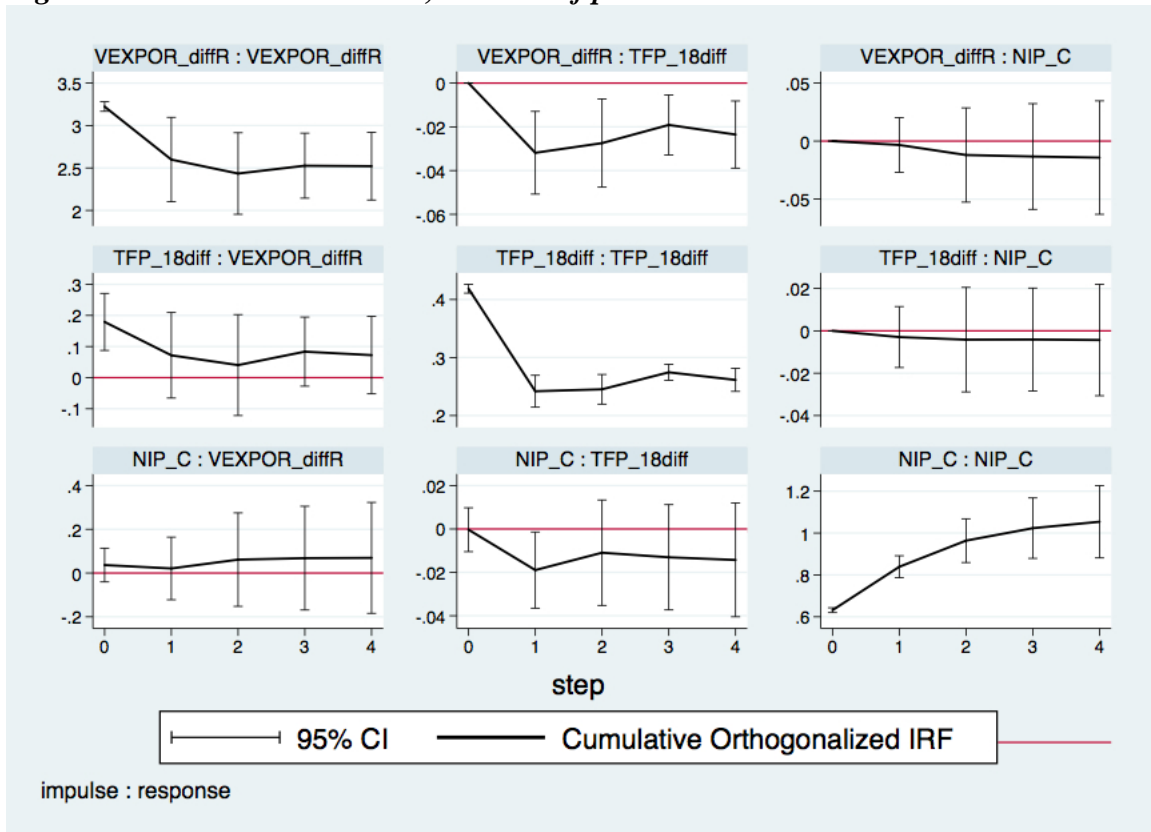 VEXPOR_diffR : VEXPOR_diffR VEXPOR_diffR : TFP_18diff VEXPOR_diffR : NIP_C
3.5 0 .05
3 -.02 0
2.5 -.04 -.05
2 -.06
TFP_18diff : VEXPOR_diffR TFP_18diff : TFP_18diff TFP_18diff : NIP_C
.3 .4 .02
.2 .3 0
.1 .2 -.02
0 -.04
-.1
NIP_C : VEXPOR_diffR NIP_C : TFP_18diff NIP_C : NIP_C
.4 .02 1.2
.2 0 1
0 -.02 .8
-.2 -.04 .6
0 1 2 3 4 0 1 2 3 4 0 1 2 3 4
step
95% CI Cumulative Orthogonalized IRF
impulse : response